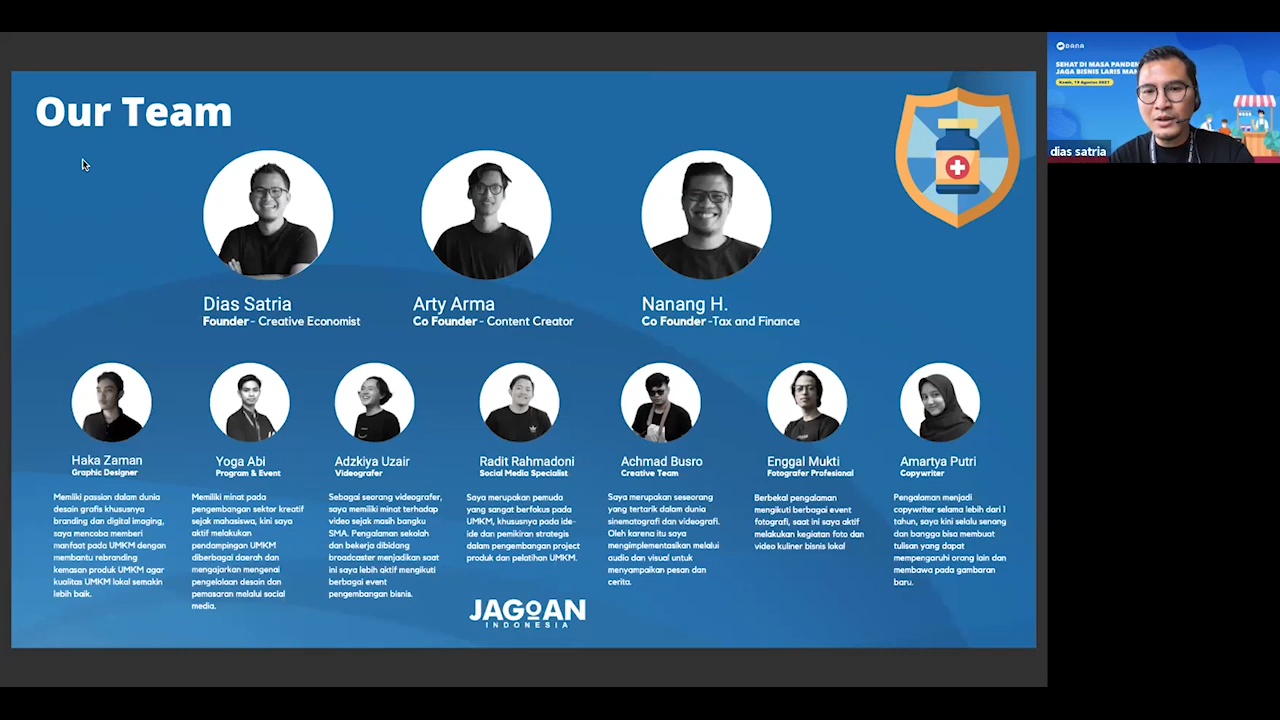 Our Team
Dias Satria
Founder - Creative Economist
Arty Arma
Co Founder - Content Creator
Nanang H.
Co Founder -Tax and Finance
Haka Zaman
Graphic Designer
Memliki passion dalam dunia
desain grafis khususnya
branding dan digital imaging,
saya mencoba memberi
manfaat pada UMKM dengan
membantu rebranding
kemasan produk UMKM agar
kualitas UMKM lokal semakin
lebih baik.
Yoga Abi
Program & Event
Memiliki minat pada
pengembangan sektor kreatif
sejak mahasiswa, kini saya
aktif melakukan
pendampingan UMKM
diberbagai daerah dan
mengajarkan mengenai
pengelolaan desain dan
pemasaran melalui social
media.
Adzkiya Uzair
Videografer
Sebagai seorang videografer,
saya memiliki minat terhadap
video sejak masih bangku
SMA. Pengalaman sekolah
dan bekerja dibidang
broadcaster menjadikan saat
ini saya lebih aktif mengikuti
berbagai event
pengembangan bisnis.
Radit Rahmadoni
Social Media Specialist
Saya merupakan pemuda
yang sangat berfokus pada
UMKM, khususnya pada ide-
ide dan pemikiran strategis
dalam pengembangan project
produk dan pelatihan UMKM.
Achmad Busro
Creative Team
Saya merupakan seseorang
yang tertarik dalam dunia
sinematografi dan videografi.
Oleh karena itu saya
mengimplementasikan melalui
audio dan visual untuk
menyampaikan pesan dan
cerita.
Enggal Mukti
Fotografer Profesional
Berbekal pengalaman
mengikuti berbagai event
fotografi, saat ini saya aktif
melakukan kegiatan foto dan
video kuliner bisnis lokal
Amartya Putri
Copywriter
Pengalaman menjadi
copywriter selama lebih dari 1
tahun, saya kini selalu senang
dan bangga bisa membuat
tulisan yang dapat
mempengaruhi orang lain dan
membawa pada gambaran
baru.
JAGOAN
INDONESIA
DANA
SEHAT DI MASA PANDEM
JAGA BISNIS LARIS MAN
Kamis, 19 Agustus 2021
dias satria